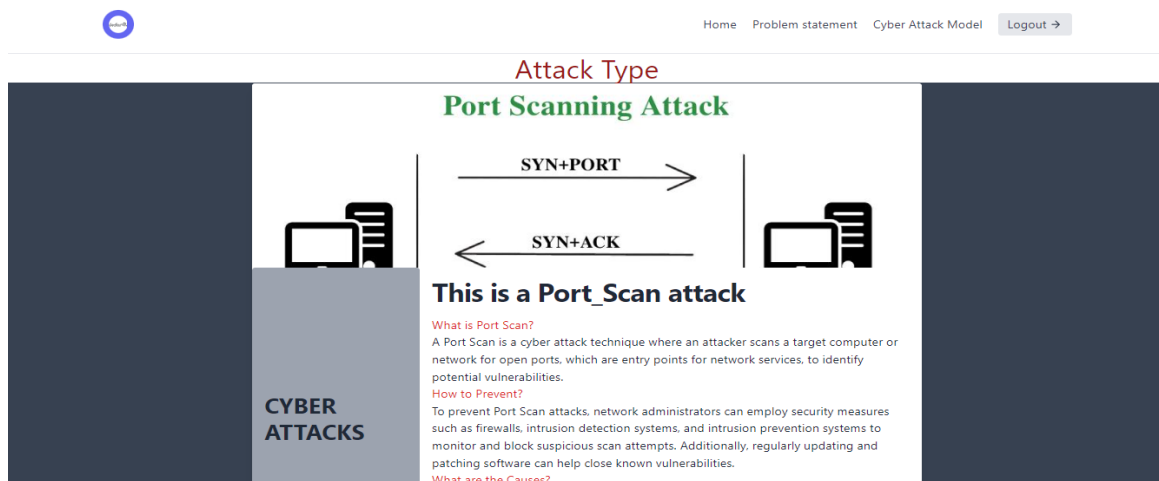 Home Problem statement Cyber Attack Model Logout →
Attack Type
Port Scanning Attack
SYN+PORT
SYN+ACK
This is a Port_Scan attack
What is Port Scan?
A Port Scan is a cyber attack technique where an attacker scans a target computer or
network for open ports, which are entry points for network services, to identify
potential vulnerabilities.
How to Prevent?
To prevent Port Scan attacks, network administrators can employ security measures
such as firewalls, intrusion detection systems, and intrusion prevention systems to
monitor and block suspicious scan attempts. Additionally, regularly updating and
patching software can help close known vulnerabilities.
What are the Causes?
CYBER
ATTACKS